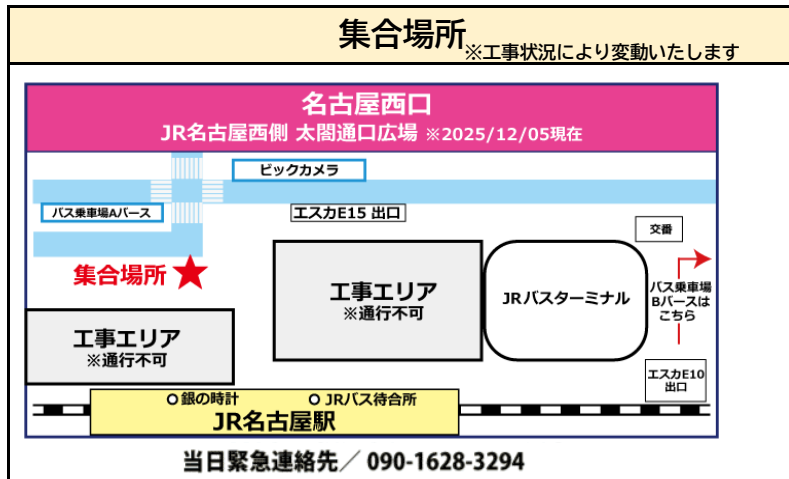 集合場所
※工事状況により変動いたします
名古屋西口
JR名古屋西側 太閤通口広場 ※2025/12/05現在
ビックカメラ
バス乗車場Aバース
エスカE15 出口
交番
集合場所
工事エリア
※通行不可
JRバスターミナル
バス乗車場
Bバースは
こちら
工事エリア
※通行不可
エスカE10
出口
銀の時計
JRバス待合所
JR名古屋駅
当日緊急連絡先／ 090-1628-3294